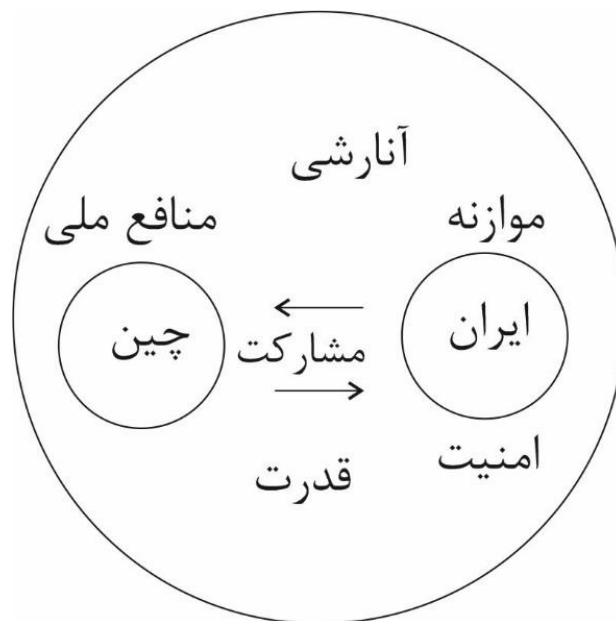 آنارشی
موازنه
منافع ملی
ایران
مشارکت
چین
امنیت
قدرت